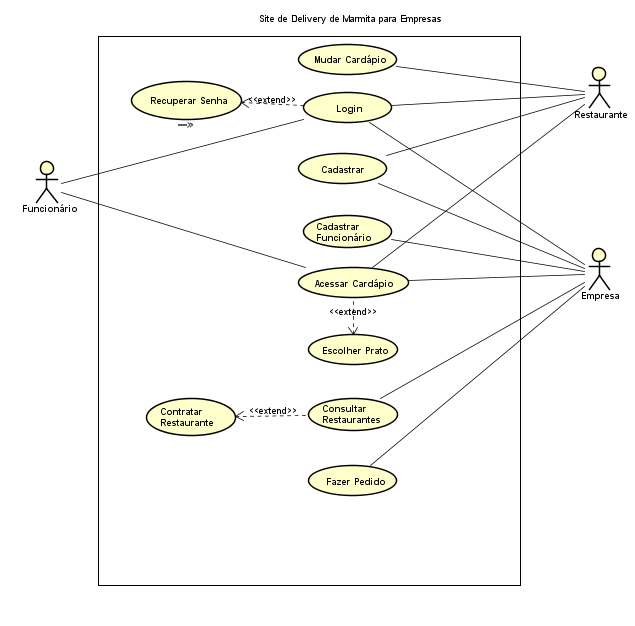 Site de Delivery de Marmita para Empresas
Mudar Cardápio
Recuperar Senha
<<extend>>
Login
Restaurante
Cadastrar
Funcionário
Cadastrar
Funcionário
Acessar Cardápio
Empresa
<<extend>>
Escolher Prato
Contratar
Restaurante
<<extend>>
Consultar
Restaurantes
Fazer Pedido